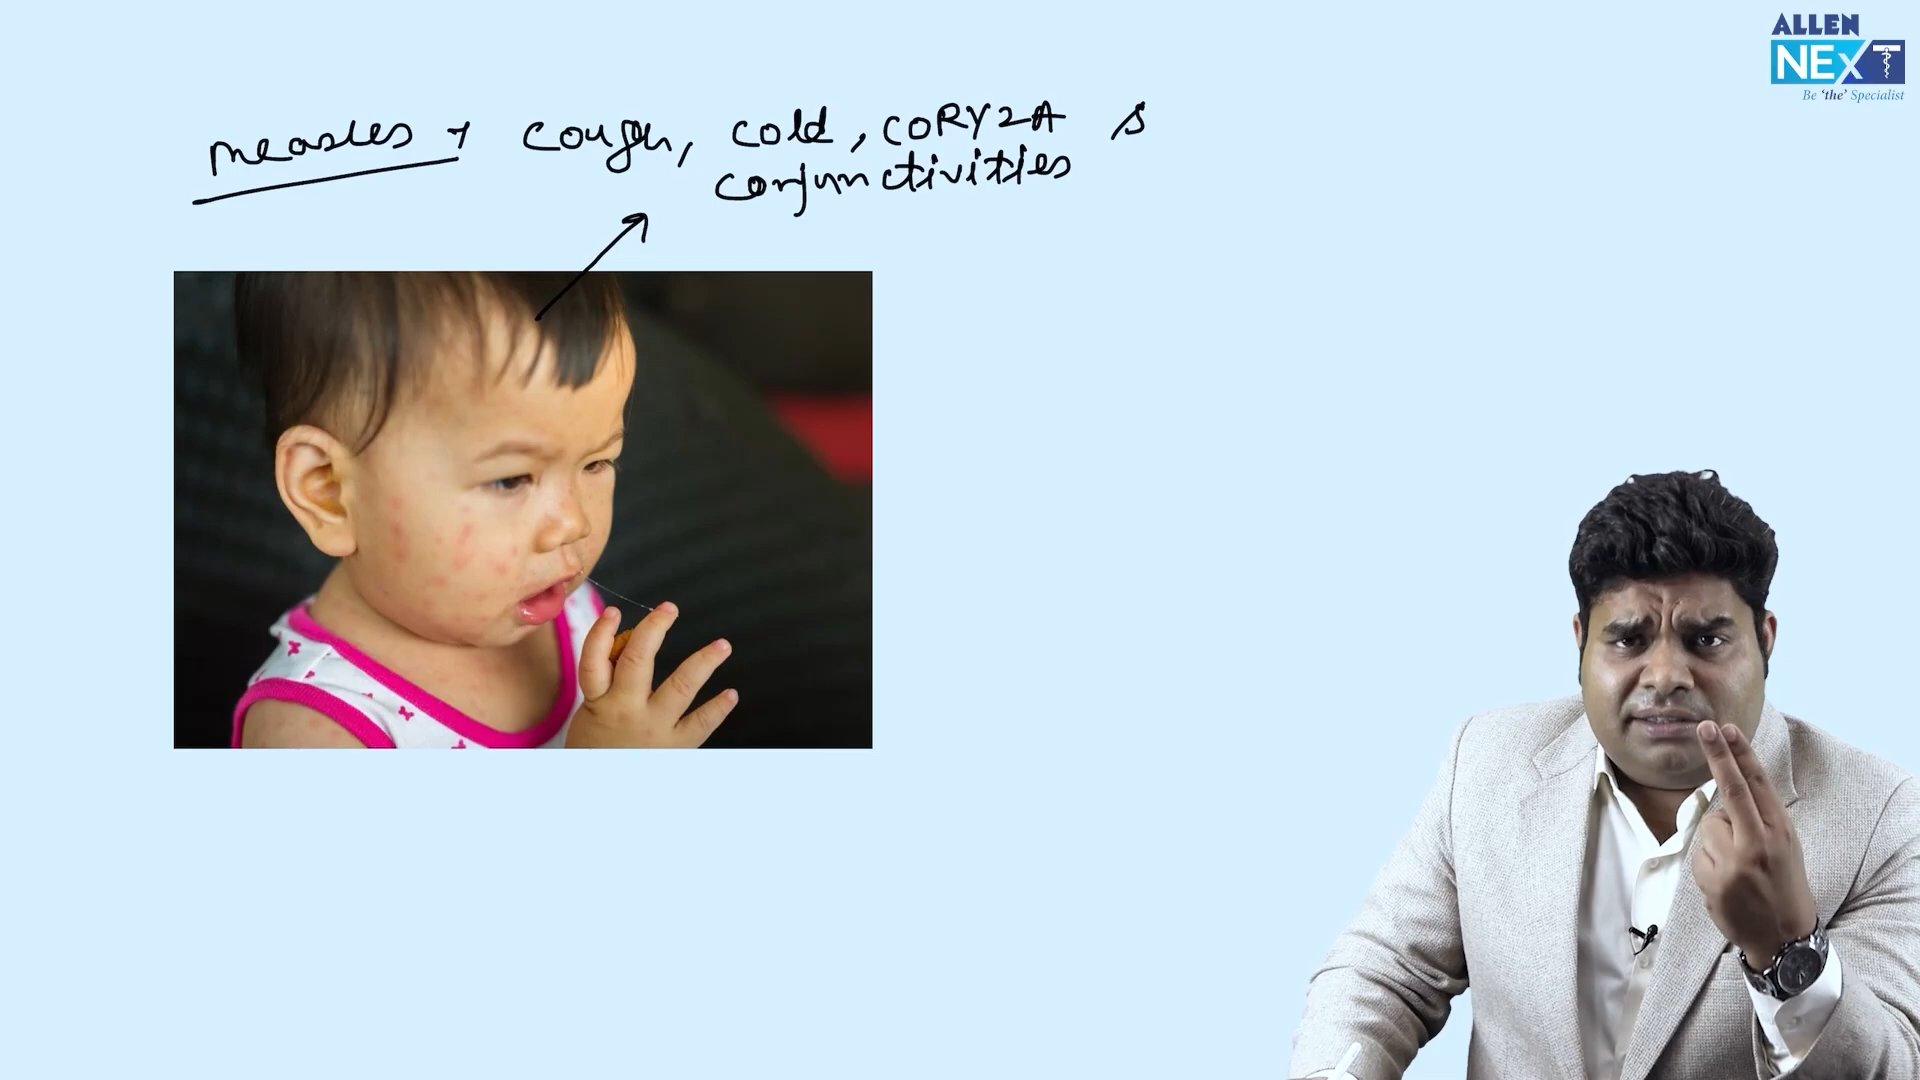 ALLEN
NEXT
Be 'the' Specialist
measles + cough, cold, CORYZA &
conjunctivities